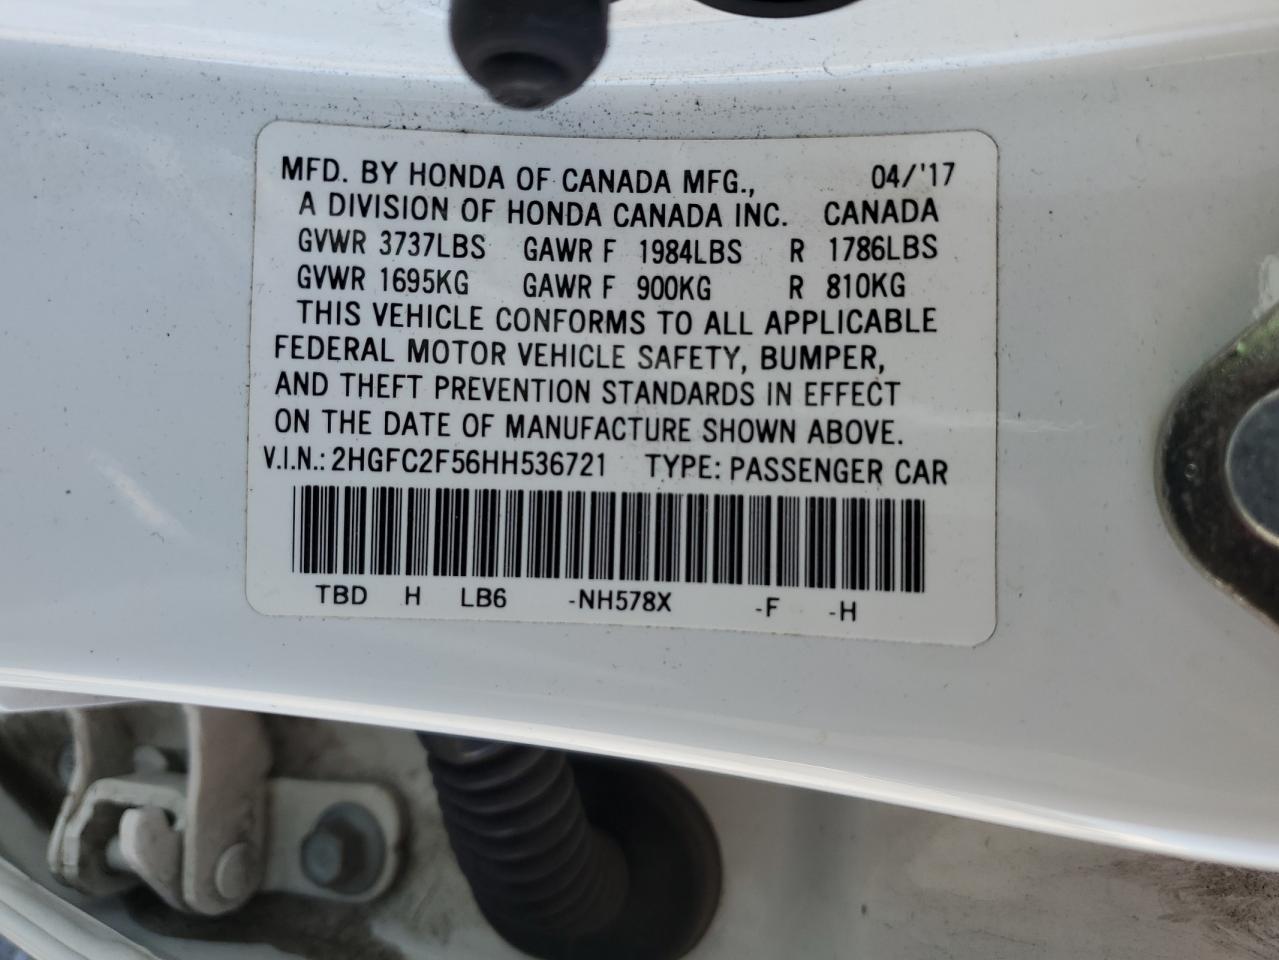 MFD. BY HONDA OF CANADA MFG., 04/'17
A DIVISION OF HONDA CANADA INC. CANADA
GVWR 3737LBS GAWR F 1984LBS R 1786LBS
GVWR 1695KG GAWR F 900KG R 810KG
THIS VEHICLE CONFORMS TO ALL APPLICABLE
FEDERAL MOTOR VEHICLE SAFETY, BUMPER,
AND THEFT PREVENTION STANDARDS IN EFFECT
ON THE DATE OF MANUFACTURE SHOWN ABOVE.
V.I.N.: 2HGFC2F56HH536721 TYPE: PASSENGER CAR
TBD H LB6 -NH578X -F -H